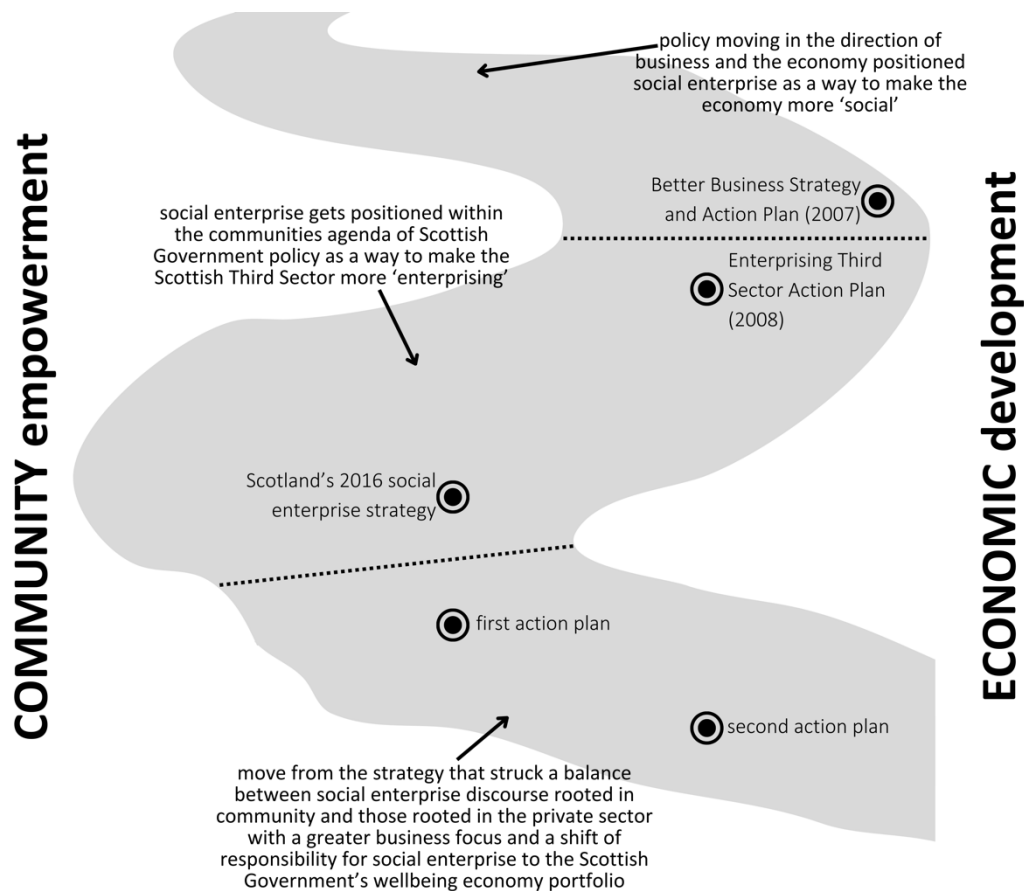 policy moving in the direction of
business and the economy positioned
social enterprise as a way to make the
economy more ‘social’
Better Business Strategy
and Action Plan (2007)
social enterprise gets positioned within
the communities agenda of Scottish
Government policy as a way to make the
Scottish Third Sector more ‘enterprising’
Enterprising Third
Sector Action Plan
(2008)
COMMUNITY empowerment
ECONOMIC development
Scotland’s 2016 social
enterprise strategy
first action plan
second action plan
move from the strategy that struck a balance
between social enterprise discourse rooted in
community and those rooted in the private sector
with a greater business focus and a shift of
responsibility for social enterprise to the Scottish
Government’s wellbeing economy portfolio